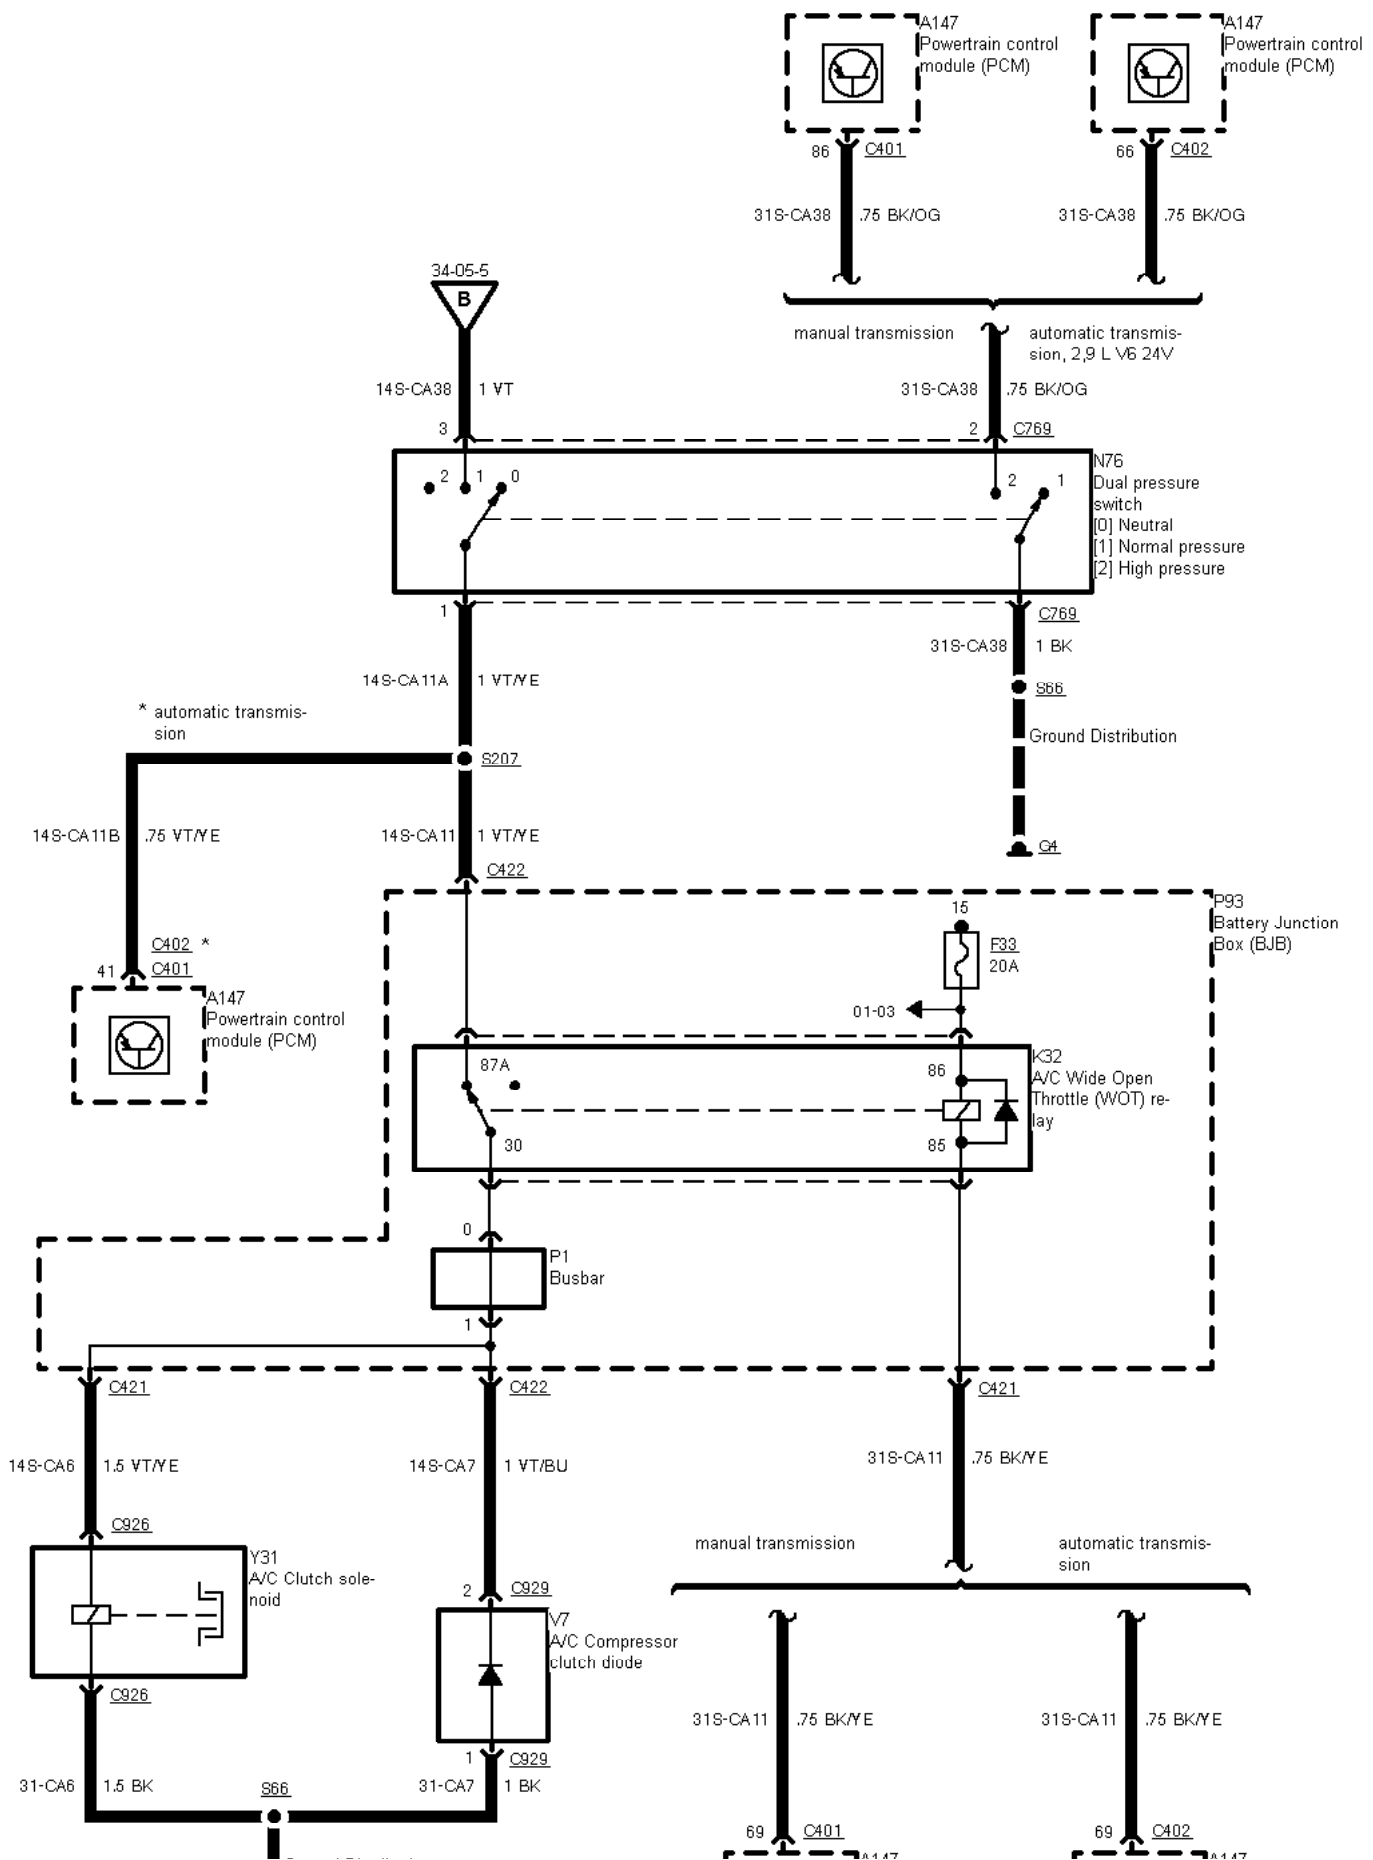 A147
Powertrain control
module (PCM)
A147
Powertrain control
module (PCM)
86 C401
66 C402
31S-CA38 .75 BK/OG
31S-CA38 .75 BK/OG
34-05-5
B
manual transmission
automatic transmis-
sion, 2,9 L V6 24V
14S-CA38 1 VT
31S-CA38 .75 BK/OG
3
2 C769
2 1 0
2 1
N76
Dual pressure
switch
[0] Neutral
[1] Normal pressure
[2] High pressure
1
C769
31S-CA38 1 BK
14S-CA11A 1 VT/YE
S66
* automatic transmis-
sion
Ground Distribution
S207
14S-CA11B .75 VT/YE
14S-CA11 1 VT/YE
G4
C422
P93
Battery Junction
Box (BJB)
15
F33
20A
C402 *
41 C401
A147
Powertrain control
module (PCM)
01-03
87A
86
30
85
K32
A/C Wide Open
Throttle (WOT) re-
lay
0
P1
Busbar
1
C421
C422
C421
14S-CA6 1.5 VT/YE
14S-CA7 1 VT/BU
31S-CA11 .75 BK/YE
C926
manual transmission
automatic transmis-
sion
Y31
A/C Clutch sole-
noid
2 C929
V7
A/C Compressor
clutch diode
C926
31S-CA11 .75 BK/YE
31S-CA11 .75 BK/YE
1 C929
31-CA6 1.5 BK
S66
31-CA7 1 BK
69 C401
69 C402
A147
A147